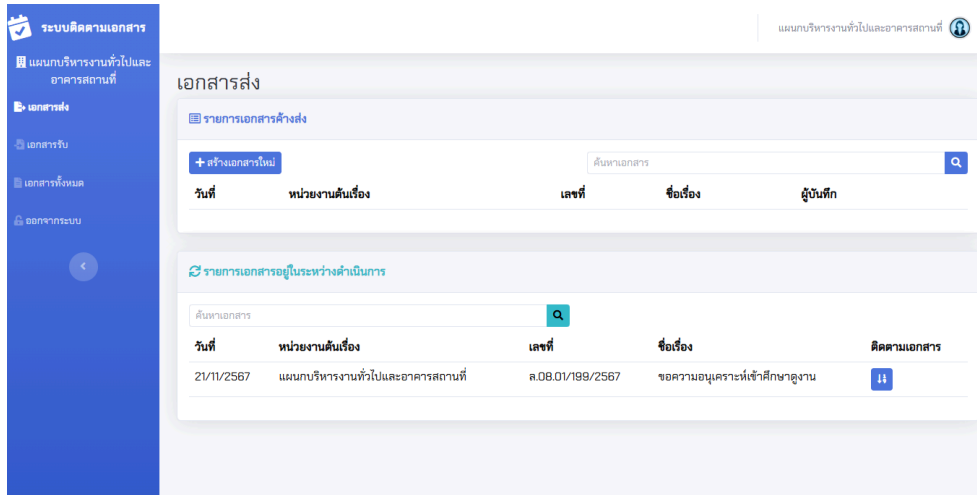 ระบบติดตามเอกสาร
แผนกบริหารงานทั่วไปและอาคารสถานที่
แผนกบริหารงานทั่วไปและ
อาคารสถานที่
เอกสารส่ง
เอกสารรับ
เอกสารทั้งหมด
ออกจากระบบ
เอกสารส่ง
รายการเอกสารค้างส่ง
+ สร้างเอกสารใหม่ ค้นหาเอกสาร
วันที่ หน่วยงานต้นเรื่อง เลขที่ ชื่อเรื่อง ผู้บันทึก
รายการเอกสารอยู่ในระหว่างดำเนินการ
ค้นหาเอกสาร
วันที่ หน่วยงานต้นเรื่อง เลขที่ ชื่อเรื่อง ติดตามเอกสาร
21/11/2567 แผนกบริหารงานทั่วไปและอาคารสถานที่ ล.08.01/199/2567 ขอความอนุเคราะห์เข้าศึกษาดูงาน